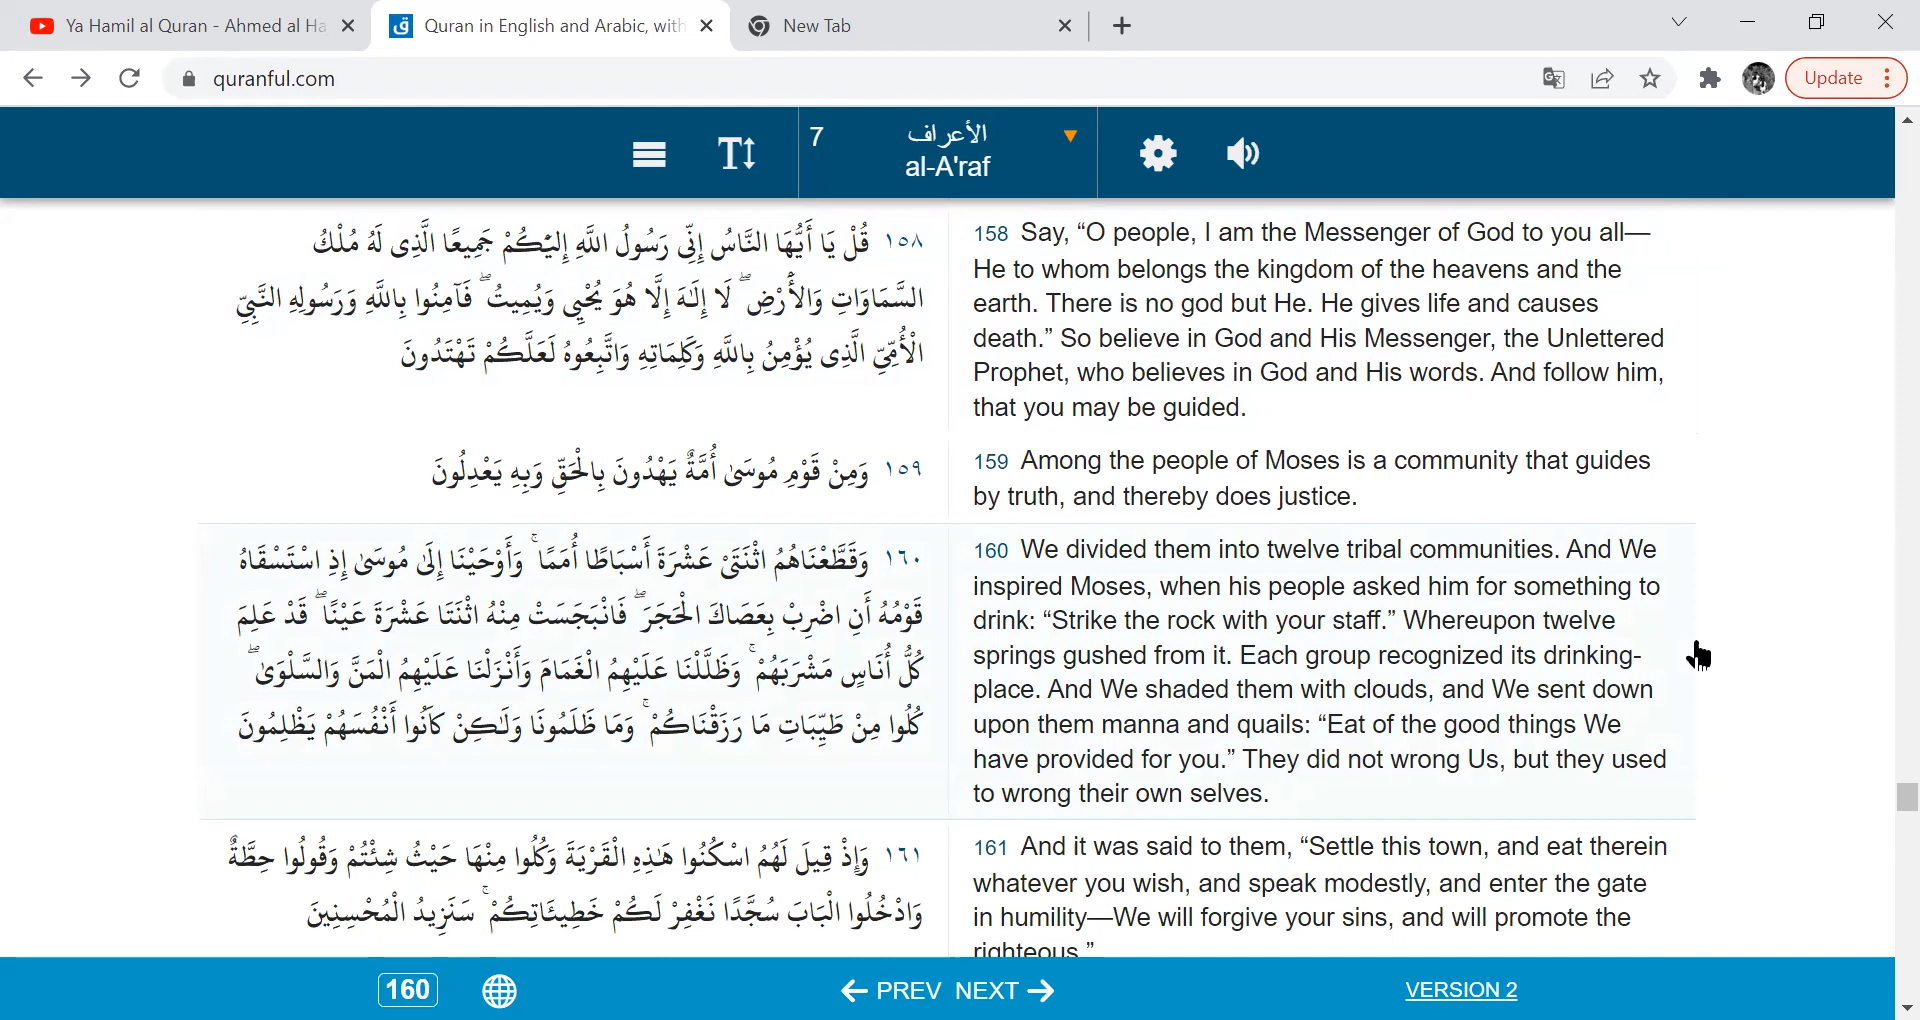 Ya Hamil al Quran - Ahmed al Ha
Quran in English and Arabic, with
New Tab
quranful.com
Update
7
الأعراف
al-A'raf
١٥٨ قُلْ يَا أَيُّهَا النَّاسُ إِنِّي رَسُولُ اللَّهِ إِلَيْكُمْ جَمِيعًا الَّذِي لَهُ مُلْكُ
السَّمَاوَاتِ وَالْأَرْضِ ۖ لَا إِلَٰهَ إِلَّا هُوَ يُحْيِي وَيُمِيتُ ۖ فَآمِنُوا بِاللَّهِ وَرَسُولِهِ النَّبِيِّ
الْأُمِّيِّ الَّذِي يُؤْمِنُ بِاللَّهِ وَكَلِمَاتِهِ وَاتَّبِعُوهُ لَعَلَّكُمْ تَهْتَدُونَ
158 Say, “O people, I am the Messenger of God to you all—
He to whom belongs the kingdom of the heavens and the
earth. There is no god but He. He gives life and causes
death.” So believe in God and His Messenger, the Unlettered
Prophet, who believes in God and His words. And follow him,
that you may be guided.
١٥٩ وَمِنْ قَوْمِ مُوسَىٰ أُمَّةٌ يَهْدُونَ بِالْحَقِّ وَبِهِ يَعْدِلُونَ
159 Among the people of Moses is a community that guides
by truth, and thereby does justice.
١٦٠ وَقَطَّعْنَاهُمُ اثْنَتَيْ عَشْرَةَ أَسْبَاطًا أُمَمًا ۚ وَأَوْحَيْنَا إِلَىٰ مُوسَىٰ إِذِ اسْتَسْقَاهُ
قَوْمُهُ أَنِ اضْرِبْ بِعَصَاكَ الْحَجَرَ ۖ فَانْبَجَسَتْ مِنْهُ اثْنَتَا عَشْرَةَ عَيْنًا ۖ قَدْ عَلِمَ
كُلُّ أُنَاسٍ مَشْرَبَهُمْ ۚ وَظَلَّلْنَا عَلَيْهِمُ الْغَمَامَ وَأَنْزَلْنَا عَلَيْهِمُ الْمَنَّ وَالسَّلْوَىٰ ۖ
كُلُوا مِنْ طَيِّبَاتِ مَا رَزَقْنَاكُمْ ۚ وَمَا ظَلَمُونَا وَلَٰكِنْ كَانُوا أَنْفُسَهُمْ يَظْلِمُونَ
160 We divided them into twelve tribal communities. And We
inspired Moses, when his people asked him for something to
drink: “Strike the rock with your staff.” Whereupon twelve
springs gushed from it. Each group recognized its drinking-
place. And We shaded them with clouds, and We sent down
upon them manna and quails: “Eat of the good things We
have provided for you.” They did not wrong Us, but they used
to wrong their own selves.
١٦١ وَإِذْ قِيلَ لَهُمُ اسْكُنُوا هَٰذِهِ الْقَرْيَةَ وَكُلُوا مِنْهَا حَيْثُ شِئْتُمْ وَقُولُوا حِطَّةٌ
وَادْخُلُوا الْبَابَ سُجَّدًا نَغْفِرْ لَكُمْ خَطِيئَاتِكُمْ ۚ سَنَزِيدُ الْمُحْسِنِينَ
161 And it was said to them, “Settle this town, and eat therein
whatever you wish, and speak modestly, and enter the gate
in humility—We will forgive your sins, and will promote the
righteous.”
160
PREV NEXT
VERSION 2